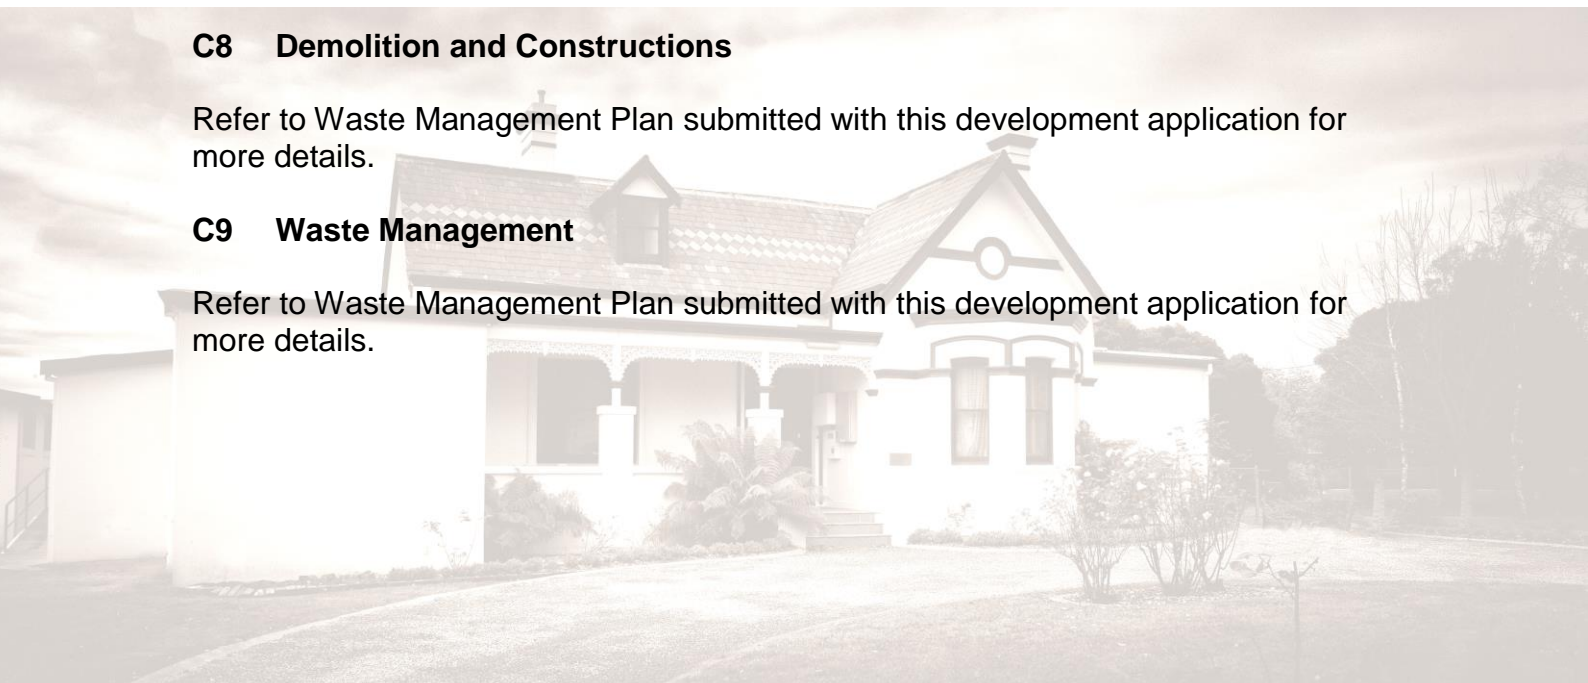 C8 Demolition and Constructions
Refer to Waste Management Plan submitted with this development application for
more details.
C9 Waste Management
Refer to Waste Management Plan submitted with this development application for
more details.